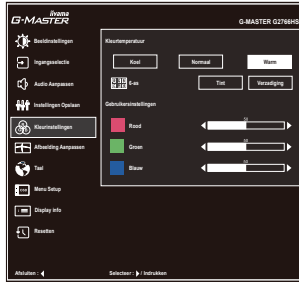 iiyama
G-MASTER
G-MASTER G2766HS
Beeldinstellingen
Kleurtemperatuur
Ingangsselectie
Koel Normaal Warm
Audio Aanpassen
6-as Tint Verzadiging
Instellingen Opslaan
Gebruikersinstellingen
Kleurinstellingen
Rood 50
Afbeelding Aanpassen
Groen 50
Taal
Blauw 50
Menu Setup
Display info
Resetten
Afsluiten : Selecteer : / Indrukken